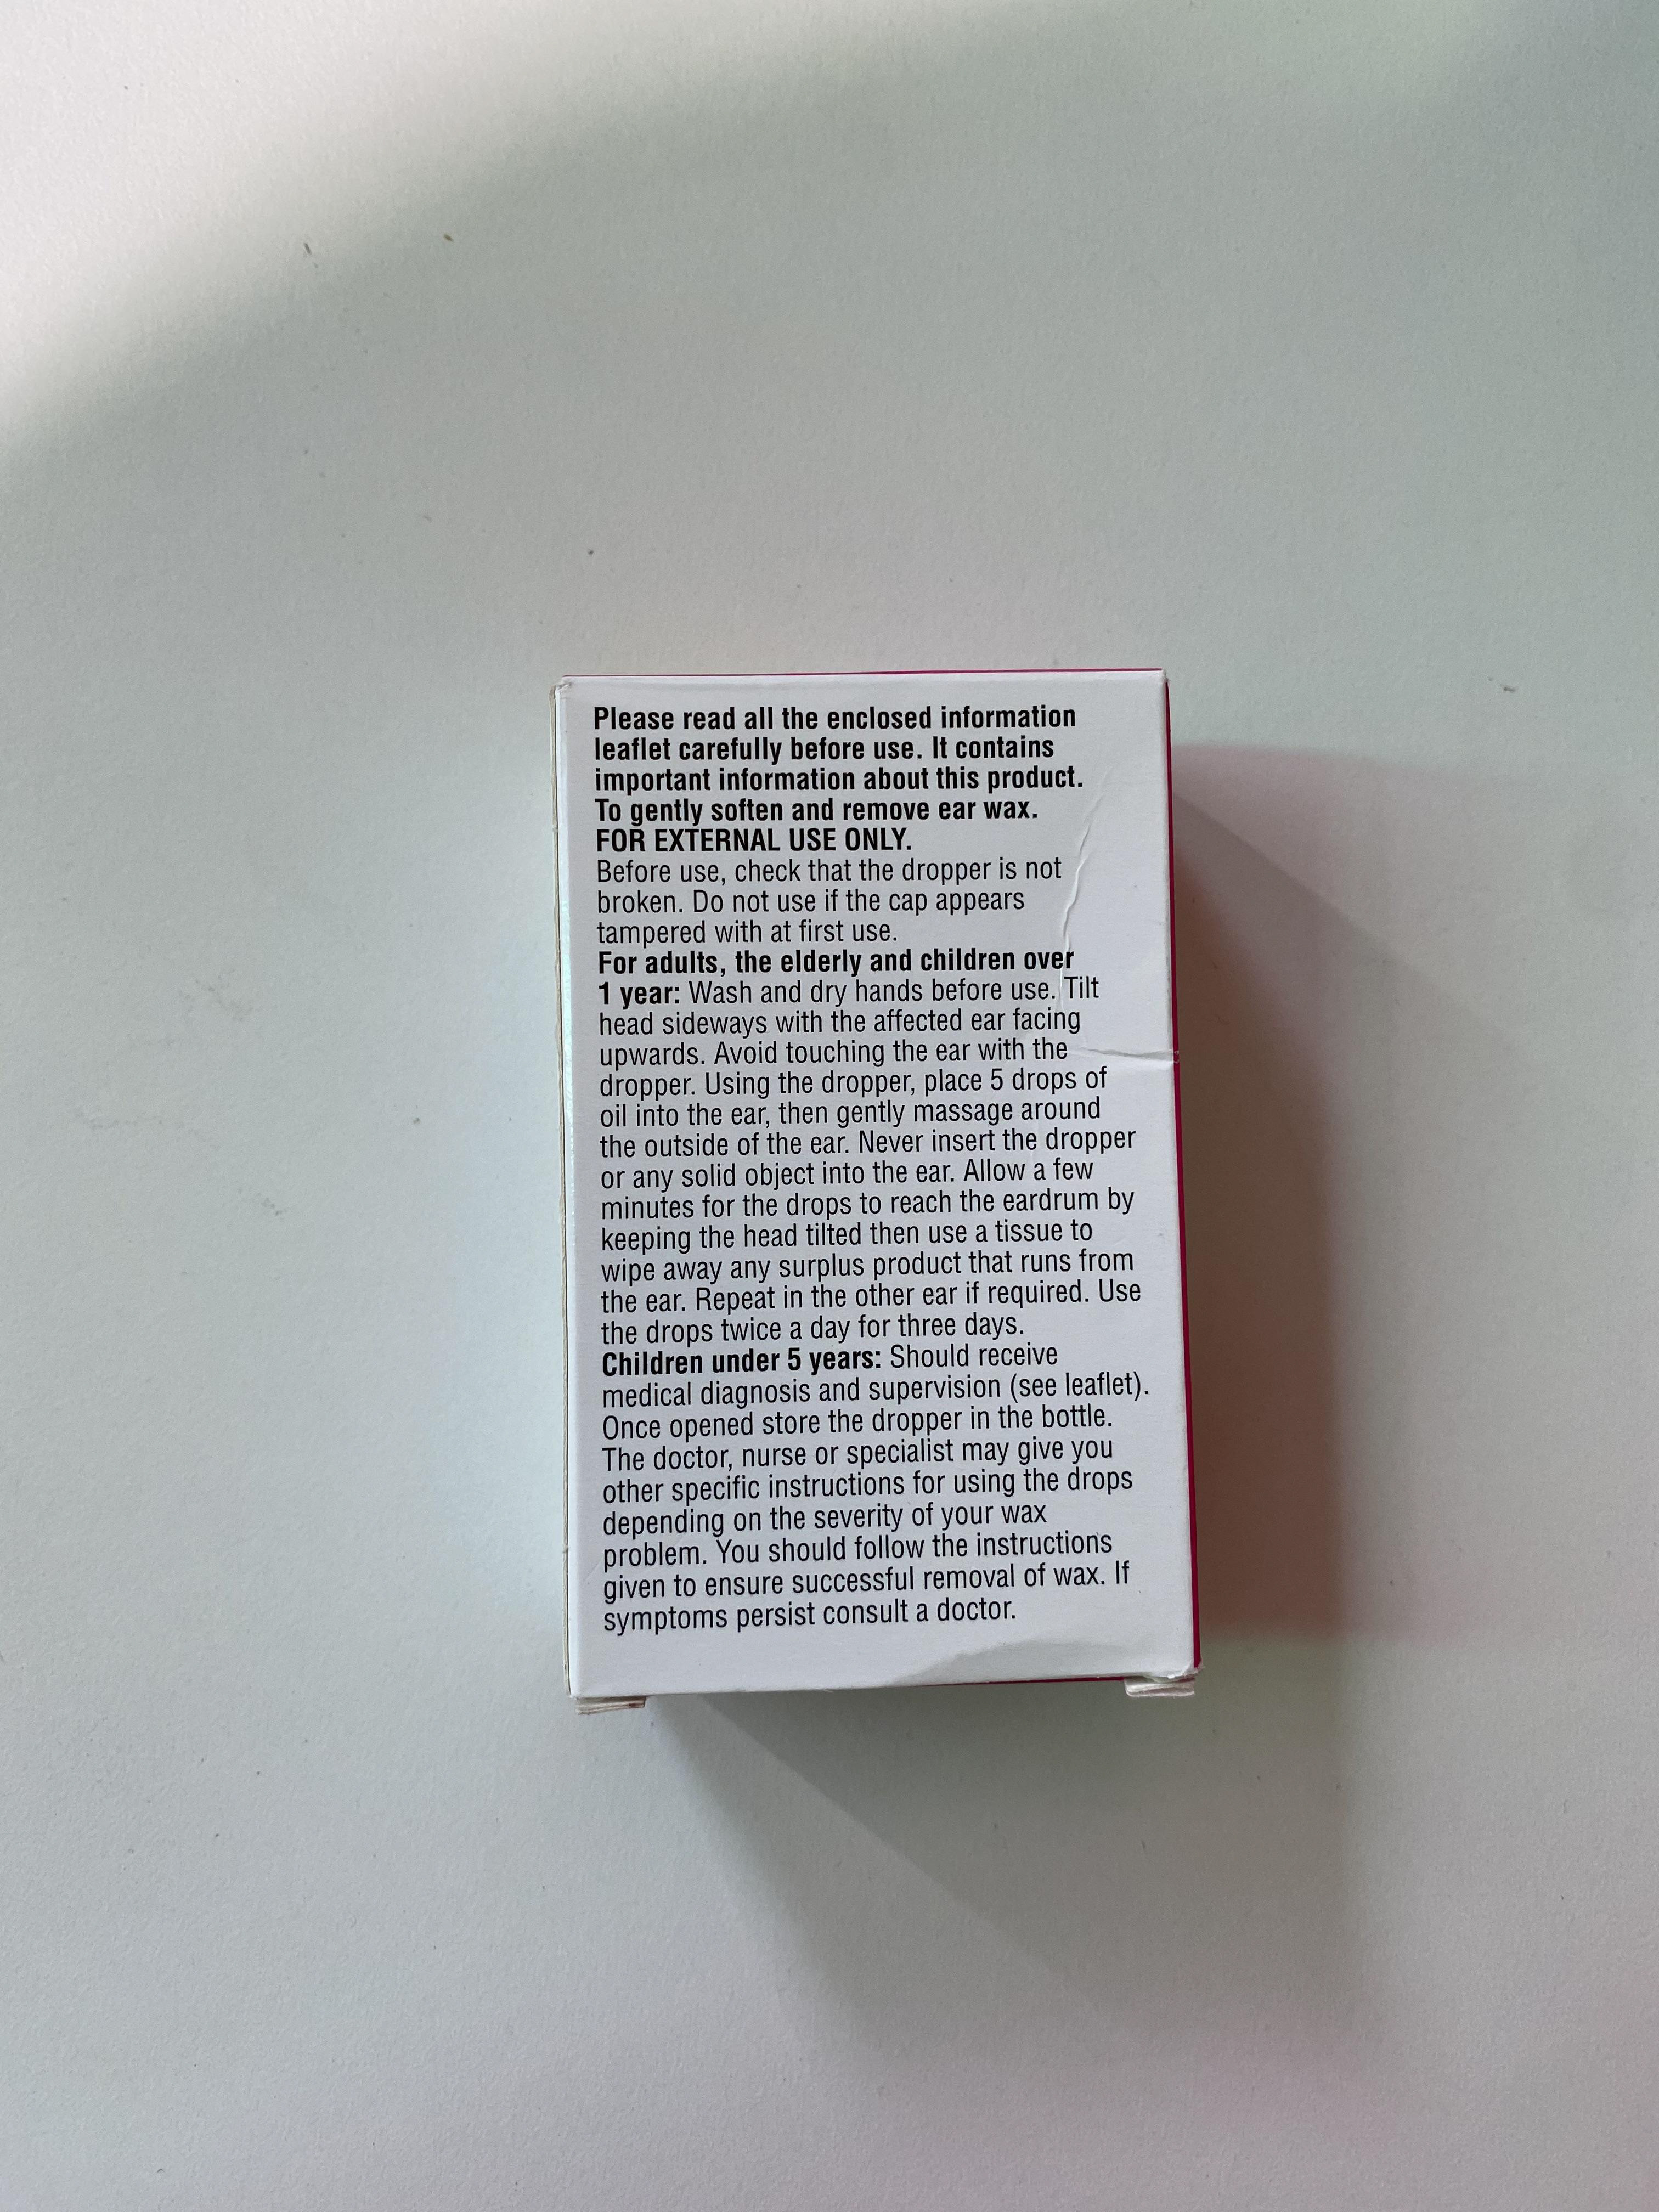 Please read all the enclosed information
leaflet carefully before use. It contains
important information about this product.
To gently soften and remove ear wax.
FOR EXTERNAL USE ONLY.
Before use, check that the dropper is not
broken. Do not use if the cap appears
tampered with at first use.
For adults, the elderly and children over
1 year: Wash and dry hands before use. Tilt
head sideways with the affected ear facing
upwards. Avoid touching the ear with the
dropper. Using the dropper, place 5 drops of
oil into the ear, then gently massage around
the outside of the ear. Never insert the dropper
or any solid object into the ear. Allow a few
minutes for the drops to reach the eardrum by
keeping the head tilted then use a tissue to
wipe away any surplus product that runs from
the ear. Repeat in the other ear if required. Use
the drops twice a day for three days.
Children under 5 years: Should receive
medical diagnosis and supervision (see leaflet).
Once opened store the dropper in the bottle.
The doctor, nurse or specialist may give you
other specific instructions for using the drops
depending on the severity of your wax
problem. You should follow the instructions
given to ensure successful removal of wax. If
symptoms persist consult a doctor.